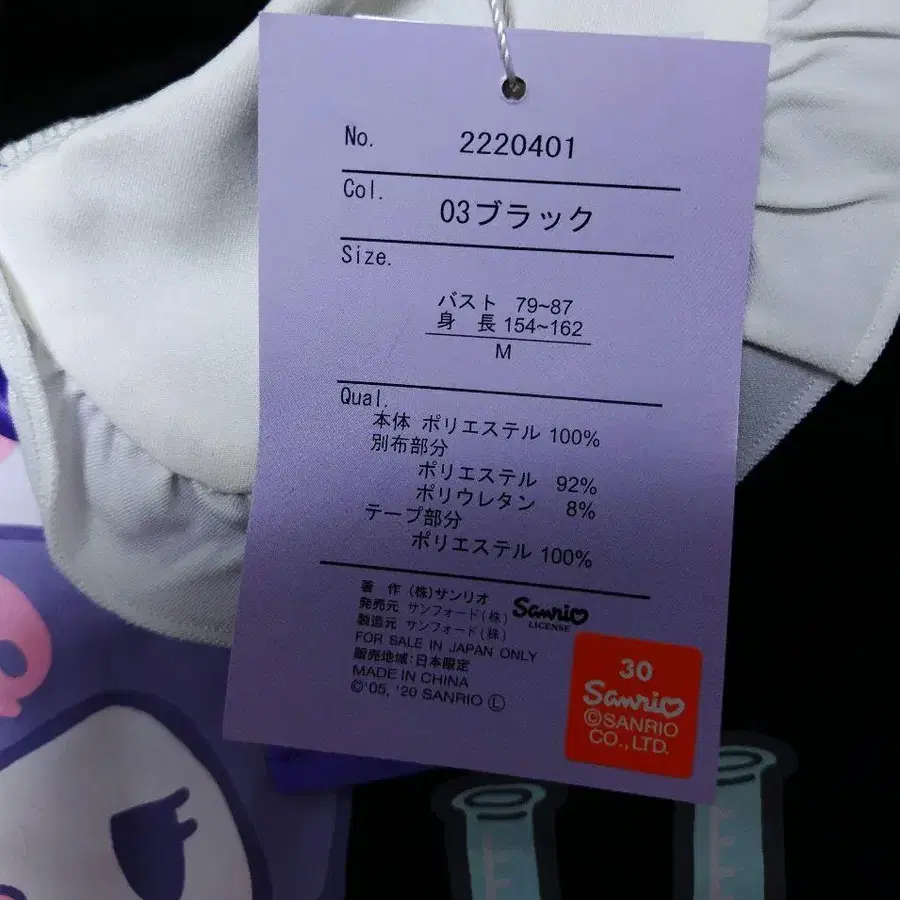 No. 2220401
Col. 03ブラック
Size.
バスト 79~87
身 長 154~162
M
Qual.
本体 ポリエステル 100%
別布部分
ポリエステル 92%
ポリウレタン 8%
テープ部分
ポリエステル 100%
著 作 (株)サンリオ
発売元 サンフォード(株)
製造元 サンフォード(株)
Sanrio
LICENSE
FOR SALE IN JAPAN ONLY
販売地域:日本限定
MADE IN CHINA
©'05, '20 SANRIO Ⓛ
30
Sanrio
©SANRIO
CO., LTD.